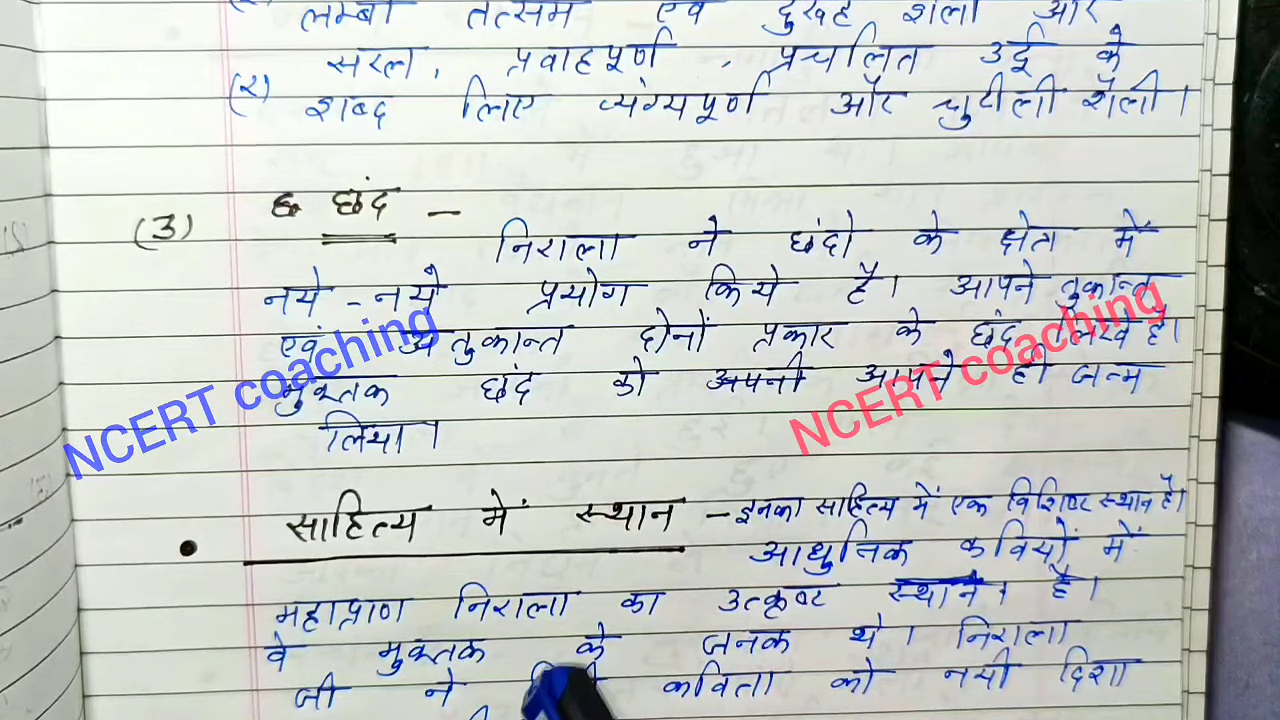 लम्बी तत्सम एवं दुरूह शैली और
सरल, प्रवाहपूर्ण, प्रचलित उर्दू के
(२) शब्द लिए व्यंग्यपूर्ण और चुटीली शैली।
(3) छंद –
निराला ने छंदो के क्षेत्र में
नये - नये प्रयोग किये है। आपने तुकान्त
एवं अतुकान्त दोनों प्रकार के छंद लिखे है।
मुक्तक छंद को अपनी आपने ही जन्म
लिया।
साहित्य में स्थान – इनका साहित्य में एक विशिष्ट स्थान है।
आधुनिक कवियों में
महाप्राण निराला का उत्कृष्ट स्थान है।
वे मुक्तक के जनक थे। निराला
जी ने कविता को नयी दिशा
NCERT coaching
NCERT coaching